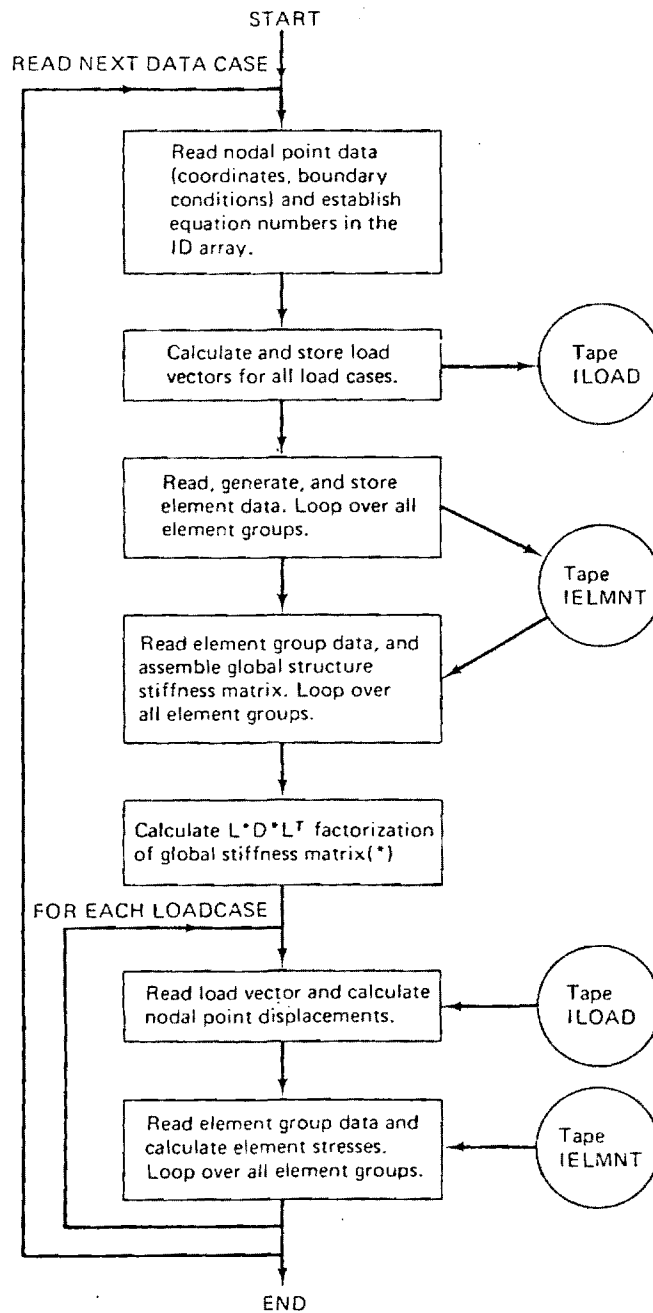 START
READ NEXT DATA CASE
Read nodal point data
(coordinates, boundary
conditions) and establish
equation numbers in the
ID array.
Calculate and store load
vectors for all load cases.
Tape
ILOAD
Read, generate, and store
element data. Loop over all
element groups.
Tape
IELMNT
Read element group data, and
assemble global structure
stiffness matrix. Loop over
all element groups.
Calculate L*D*Lᵀ factorization
of global stiffness matrix(*)
FOR EACH LOADCASE
Read load vector and calculate
nodal point displacements.
Tape
ILOAD
Read element group data and
calculate element stresses.
Loop over all element groups.
Tape
IELMNT
END